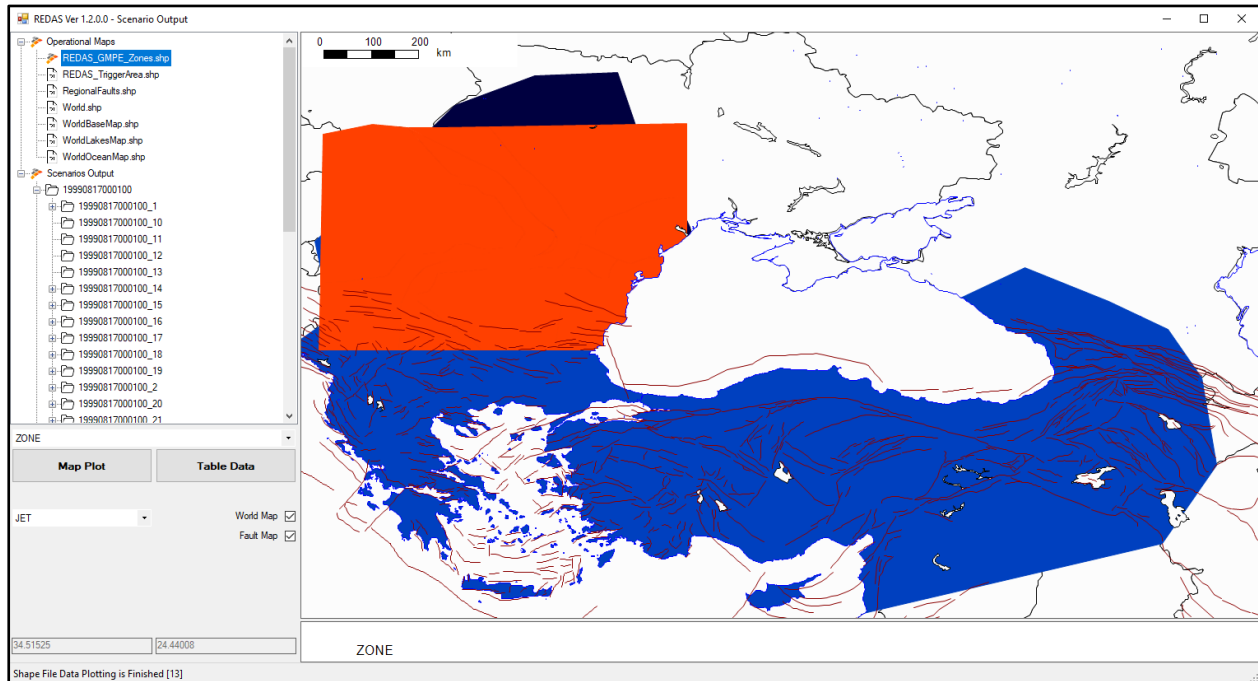 REDAS Ver 1.2.0.0 - Scenario Output
Operational Maps
REDAS_GMPE_Zones.shp
REDAS_TriggerArea.shp
RegionalFaults.shp
World.shp
WorldBaseMap.shp
WorldLakesMap.shp
WorldOceanMap.shp
Scenarios Output
19990817000100
19990817000100_1
19990817000100_10
19990817000100_11
19990817000100_12
19990817000100_13
19990817000100_14
19990817000100_15
19990817000100_16
19990817000100_17
19990817000100_18
19990817000100_19
19990817000100_2
19990817000100_20
19990817000100_21
ZONE
Map Plot Table Data
JET
World Map
Fault Map
34.51525 24.44008
Shape File Data Plotting is Finished [13]
0 100 200
km
ZONE